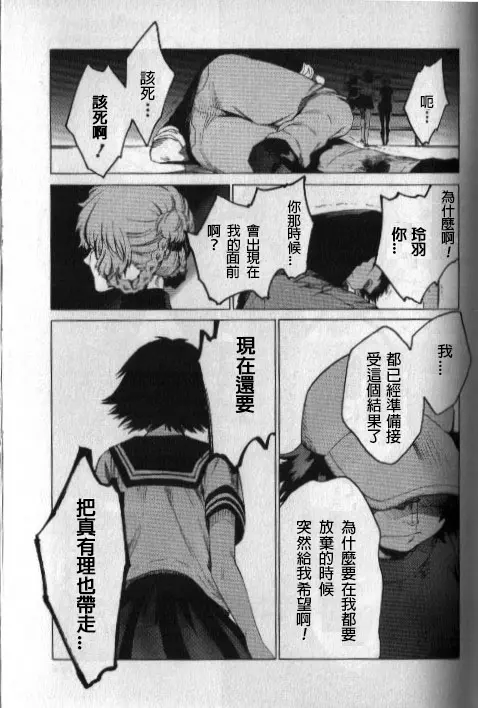 呃…
該死…
該死啊!
為什麼啊!
玲羽
你…
你那時候…
會出現在
我的面前
啊?
我…
都已經準備接
受這個結果了
為什麼要在我都要
放棄的時候
突然給我希望啊!
現在還要
把真有理也帶走…